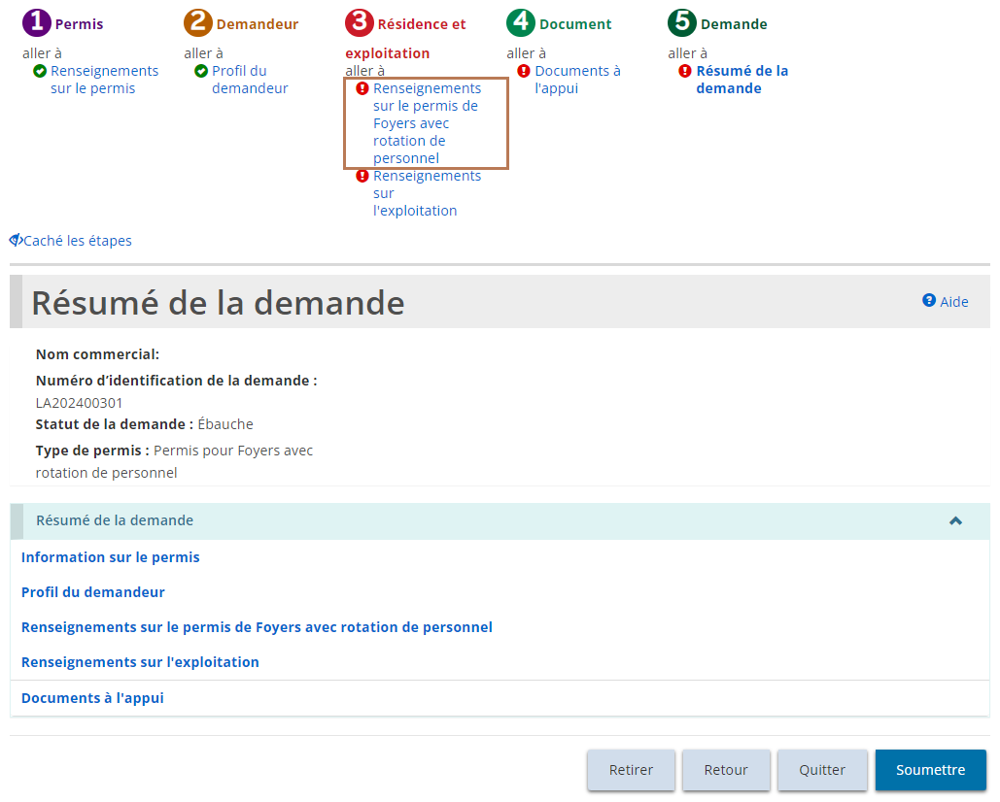 1 Permis
aller à
Renseignements
sur le permis
2 Demandeur
aller à
Profil du
demandeur
3 Résidence et
exploitation
aller à
Renseignements
sur le permis de
Foyers avec
rotation de
personnel
Renseignements
sur
l'exploitation
4 Document
aller à
Documents à
l'appui
5 Demande
aller à
Résumé de la
demande
Caché les étapes
Résumé de la demande
Aide
Nom commercial:
Numéro d’identification de la demande :
LA202400301
Statut de la demande : Ébauche
Type de permis : Permis pour Foyers avec
rotation de personnel
Résumé de la demande
Information sur le permis
Profil du demandeur
Renseignements sur le permis de Foyers avec rotation de personnel
Renseignements sur l'exploitation
Documents à l'appui
Retirer
Retour
Quitter
Soumettre